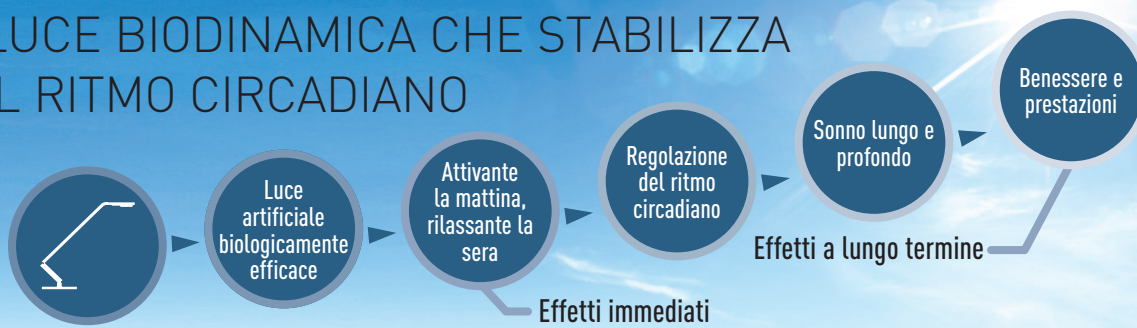 LUCE BIODINAMICA CHE STABILIZZA
L RITMO CIRCADIANO
Luce
artificiale
biologicamente
efficace
Attivante
la mattina,
rilassante la
sera
Effetti immediati
Regolazione
del ritmo
circadiano
Sonno lungo e
profondo
Benessere e
prestazioni
Effetti a lungo termine